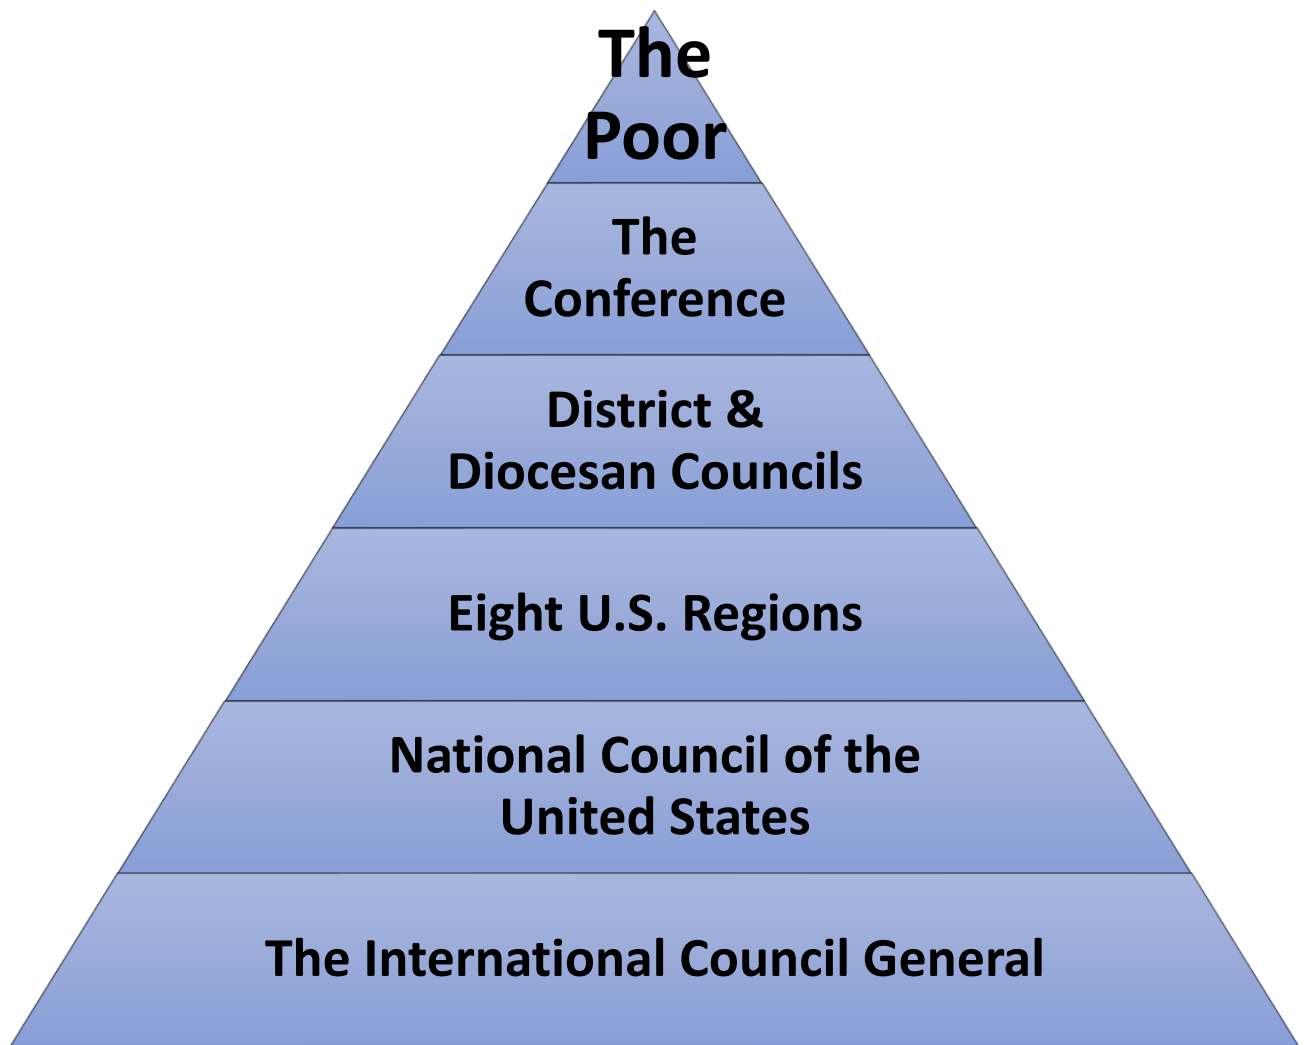 The
Poor
The
Conference
District &
Diocesan Councils
Eight U.S. Regions
National Council of the
United States
The International Council General